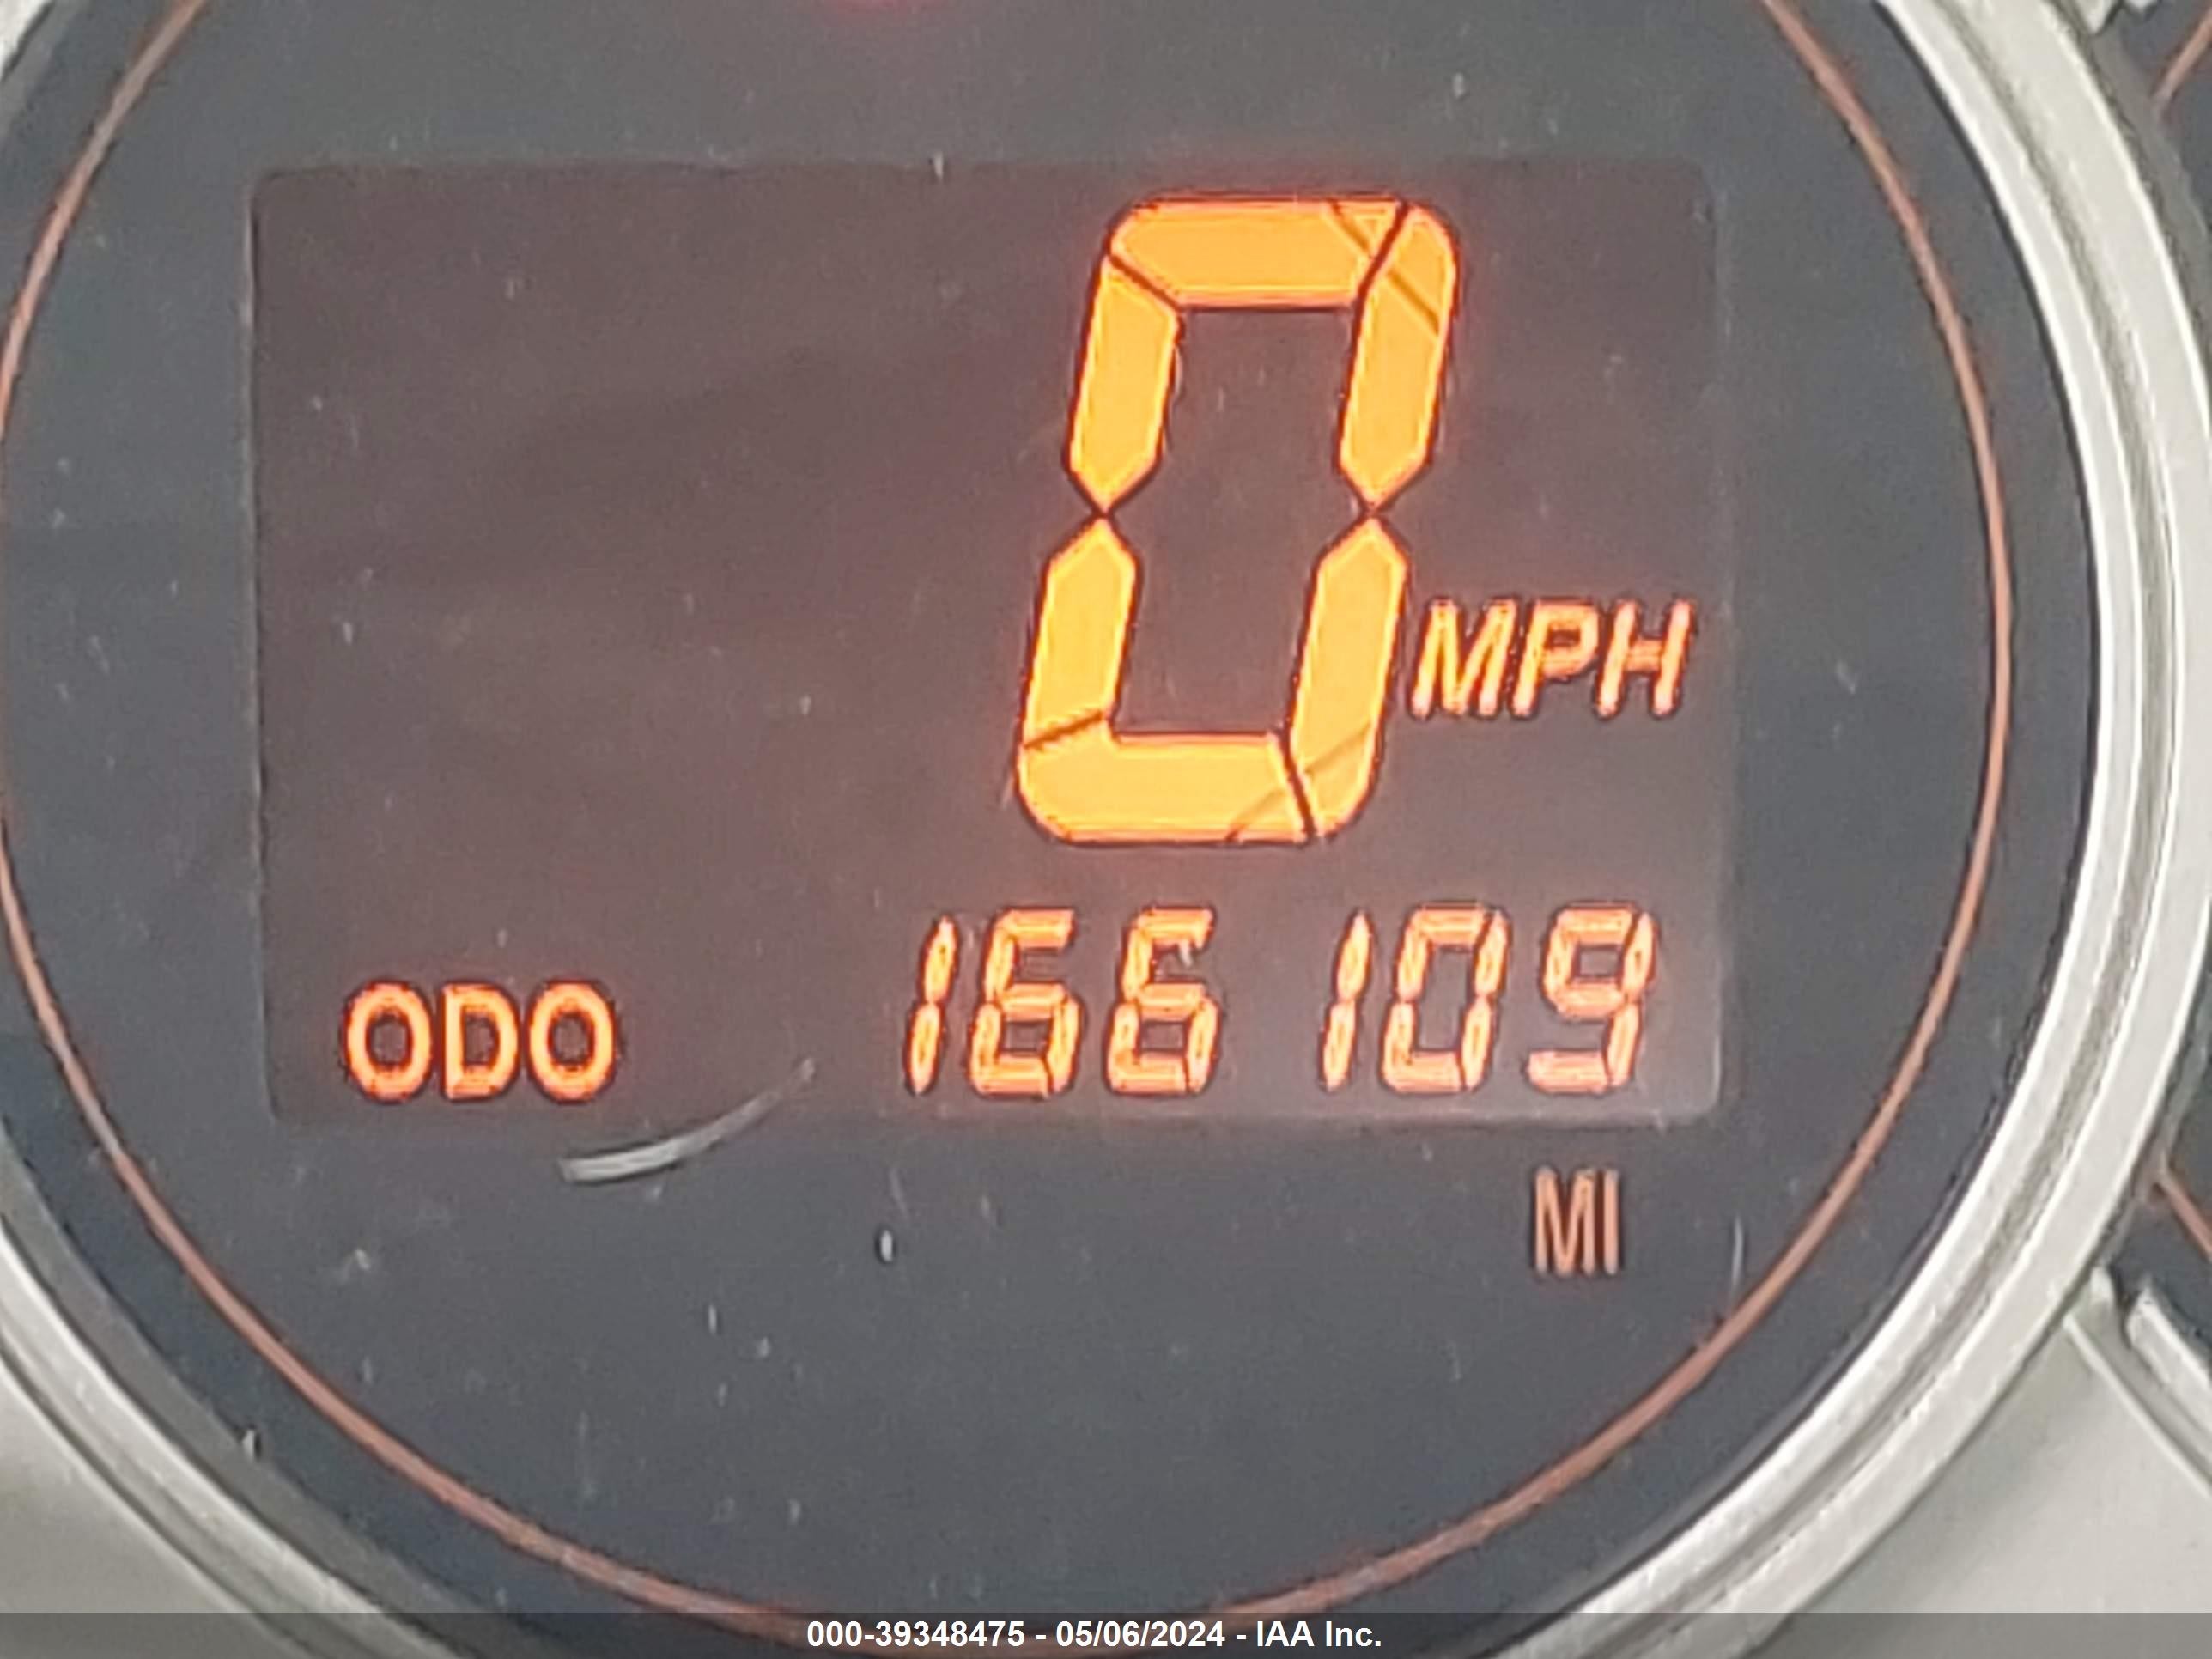 0 MPH
ODO 166109
MI
000-39348475 - 05/06/2024 - IAA Inc.